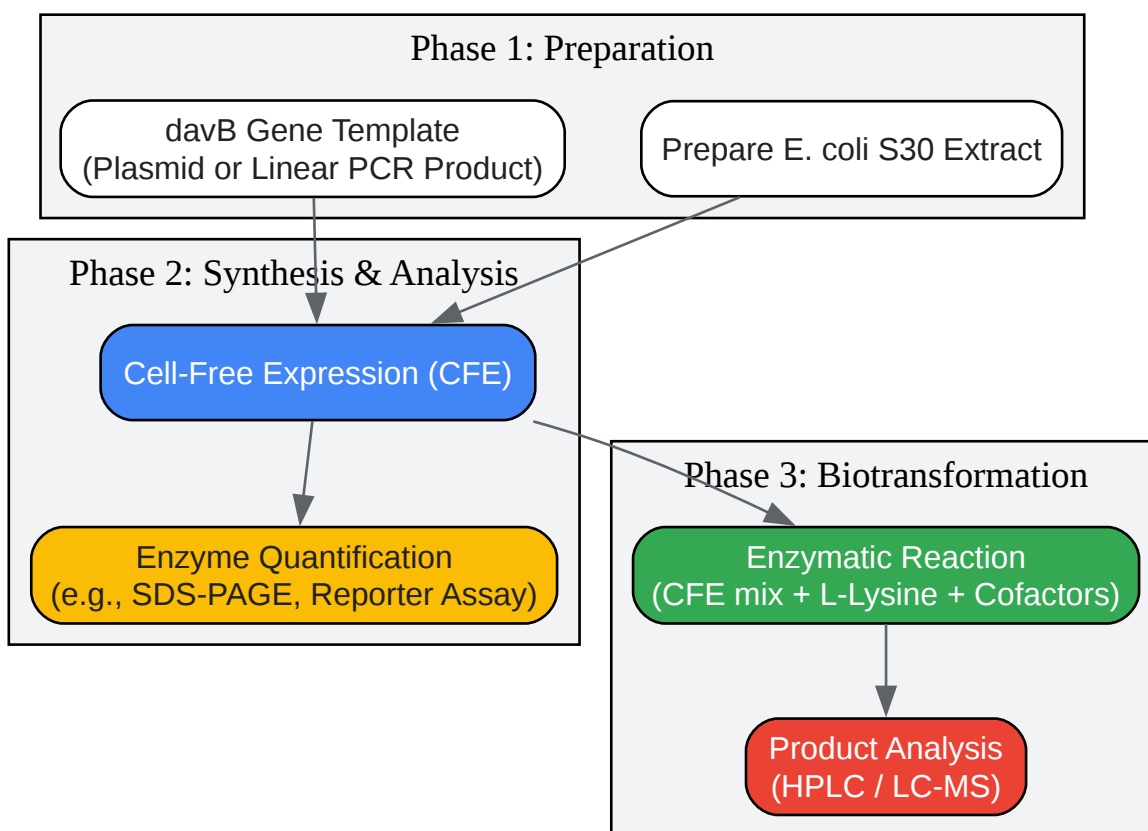 Phase 1: Preparation
davB Gene Template
(Plasmid or Linear PCR Product)
Prepare E. coli S30 Extract
Phase 2: Synthesis & Analysis
Cell-Free Expression (CFE)
Enzyme Quantification
(e.g., SDS-PAGE, Reporter Assay)
Phase 3: Biotransformation
Enzymatic Reaction
(CFE mix + L-Lysine + Cofactors)
Product Analysis
(HPLC / LC-MS)